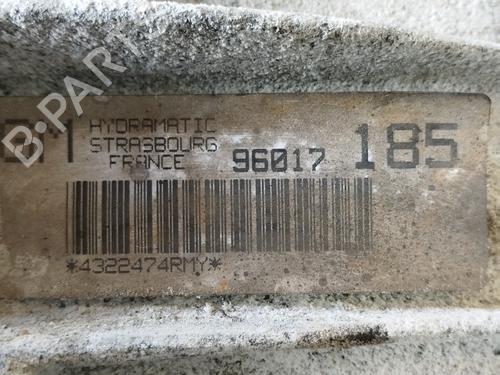 HYDRAMATIC
STRASBOURG
FRANCE 96017 185
*4322474RMY*
B-PARTS